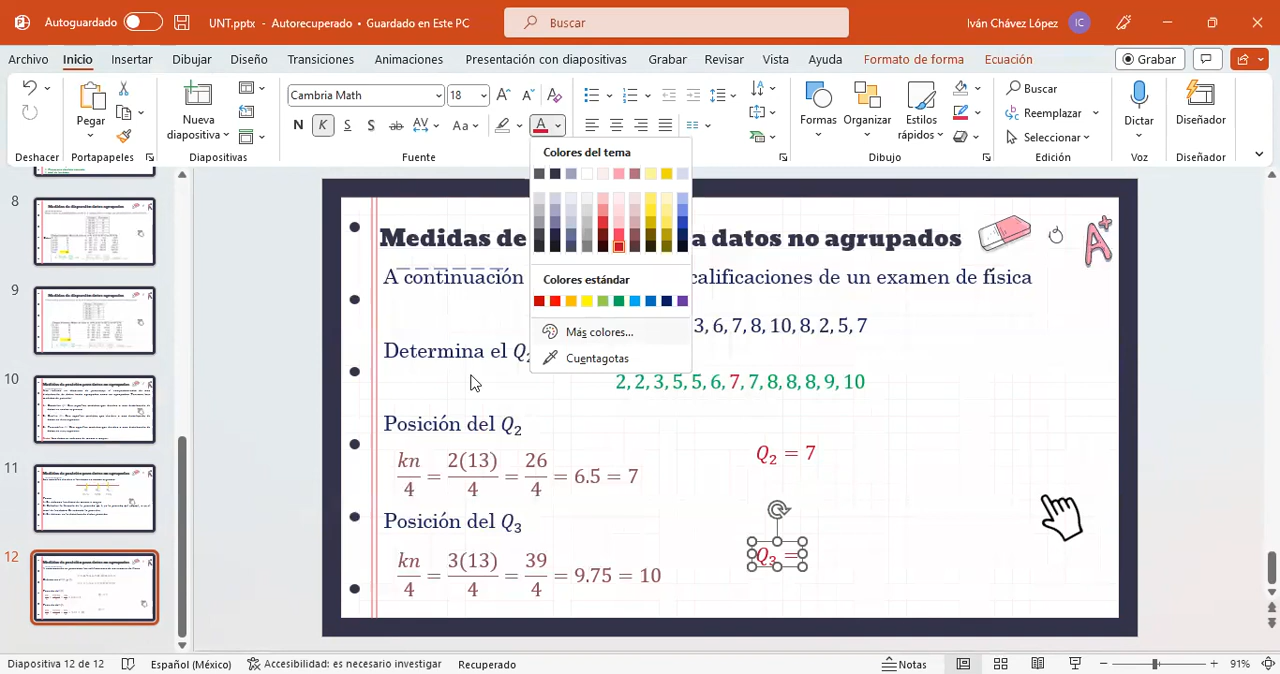 Autoguardado
UNT.pptx • Autorecuperado • Guardado en Este PC
Buscar
Iván Chávez López
IC
Archivo Inicio Insertar Dibujar Diseño Transiciones Animaciones Presentación con diapositivas Grabar Revisar Vista Ayuda Forma de forma Ecuación
Grabar
Cambria Math 18
Pegar
Nueva
diapositiva
N K S S ab AV Aa A
Formas Organizar Estilos
rápidos
Buscar
Reemplazar
Seleccionar
Dictar
Diseñador
Deshacer Portapapeles Diapositivas Fuente Dibujo Edición Voz Diseñador
Colores del tema
Colores estándar
Más colores...
Cuentagotas
8
9
10
11
12
Medidas de a datos no agrupados
A+
A continuación calificaciones de un examen de física
3, 6, 7, 8, 10, 8, 2, 5, 7
Determina el Q
2, 2, 3, 5, 5, 6, 7, 7, 8, 8, 8, 9, 10
Posición del Q₂
Q₂ = 7
kn/4 = 2(13)/4 = 26/4 = 6.5 = 7
Posición del Q₃
Q₃ =
kn/4 = 3(13)/4 = 39/4 = 9.75 = 10
Diapositiva 12 de 12 Español (México) Accesibilidad: es necesario investigar Recuperado Notas 91%